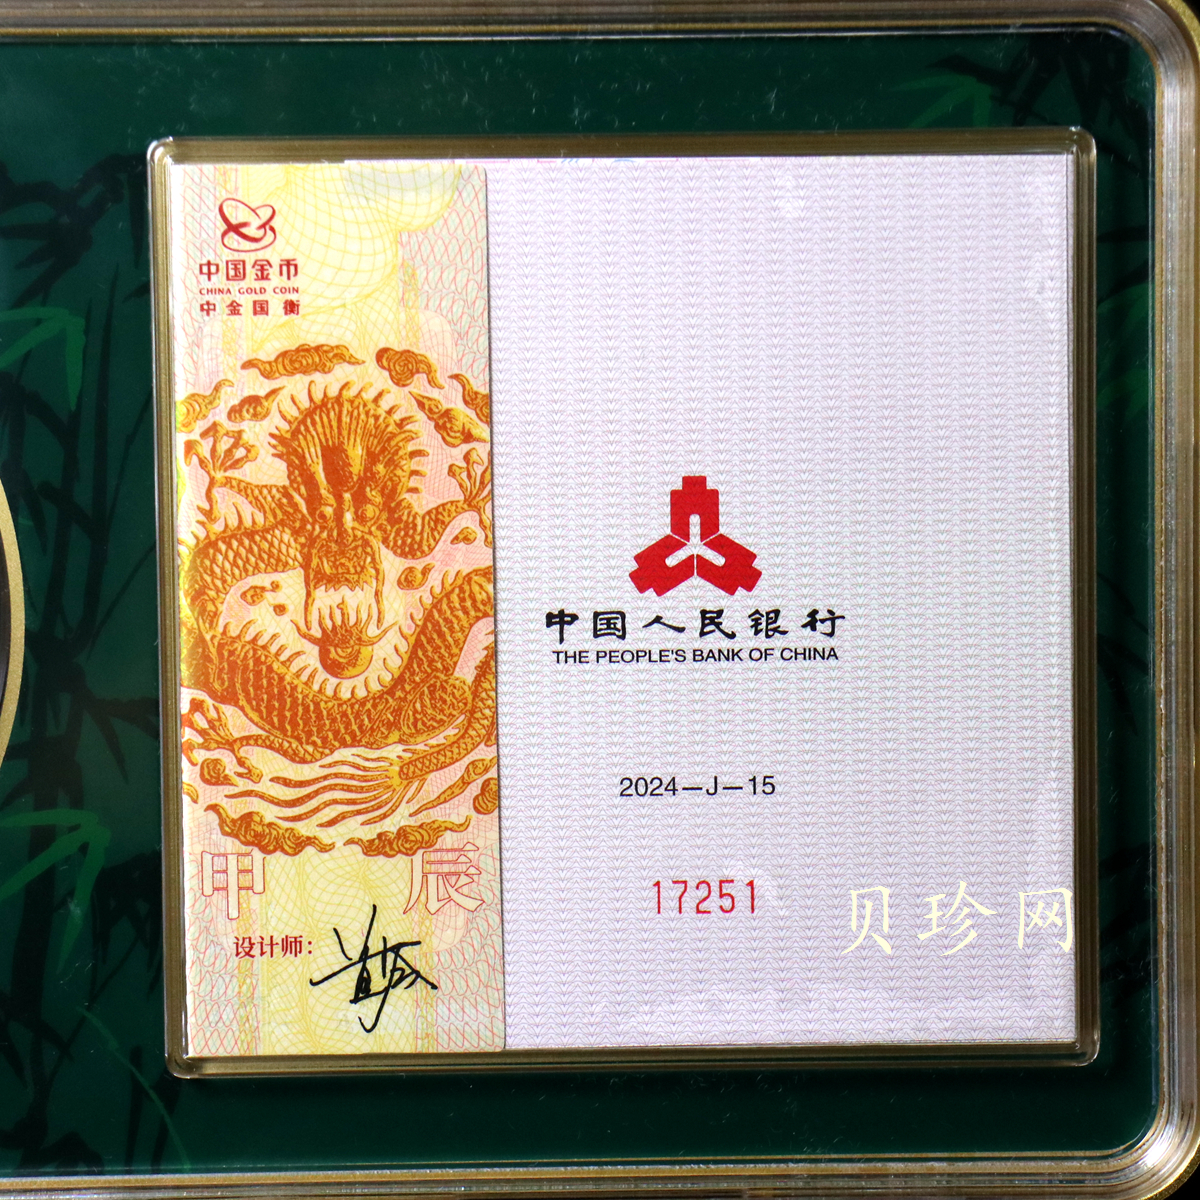 中国金币
CHINA GOLD COIN
中金国衡
甲辰
设计师:
中国人民银行
THE PEOPLE'S BANK OF CHINA
2024-J-15
17251
贝珍网